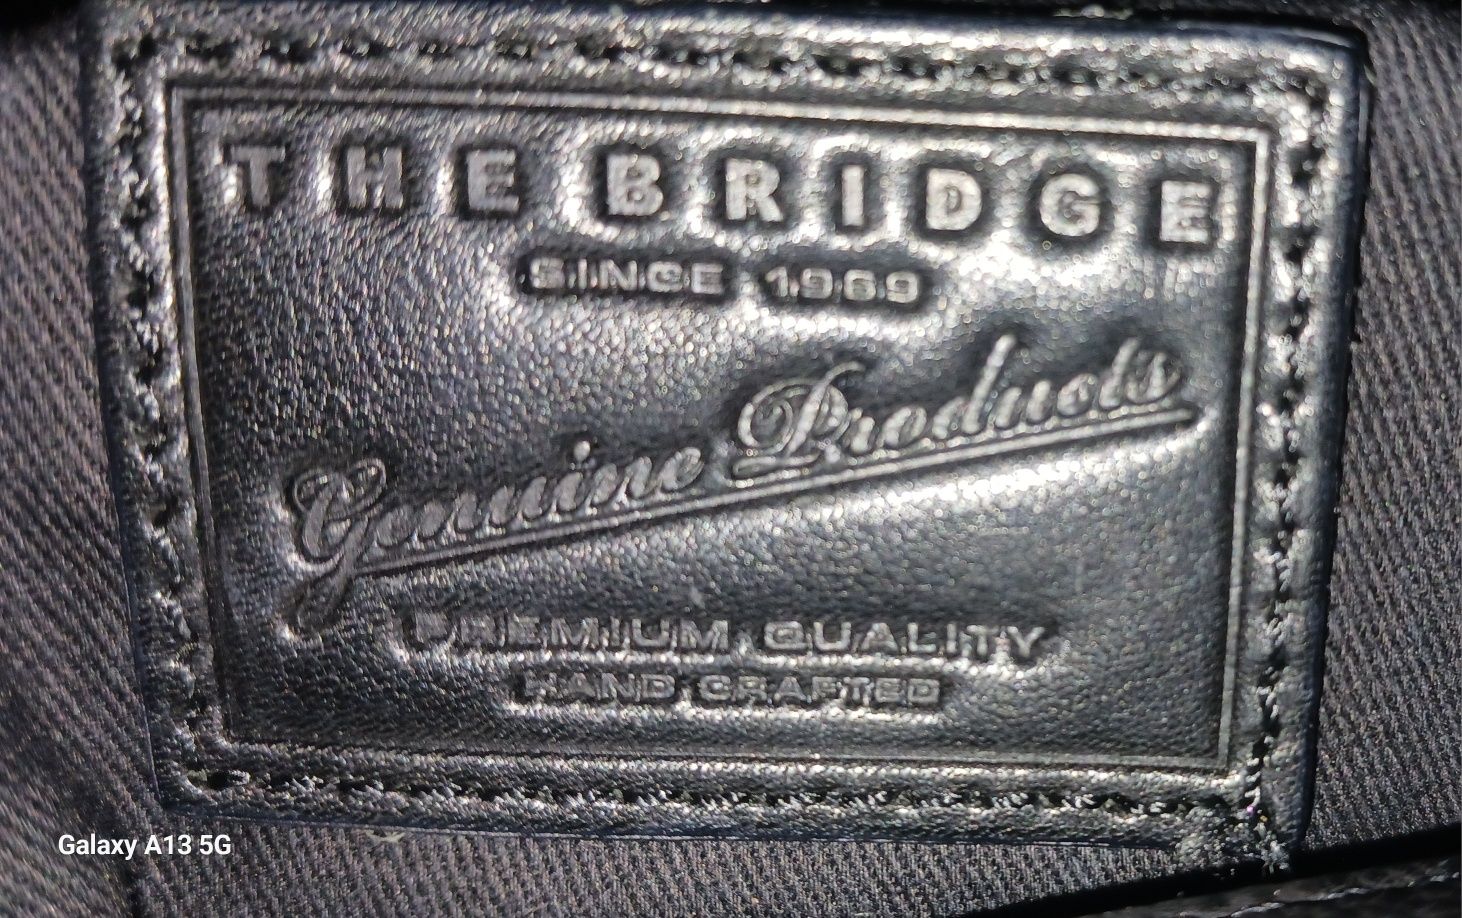 THE BRIDGE
SINCE 1969
Genuine Products
PREMIUM QUALITY
HAND CRAFTED
Galaxy A13 5G